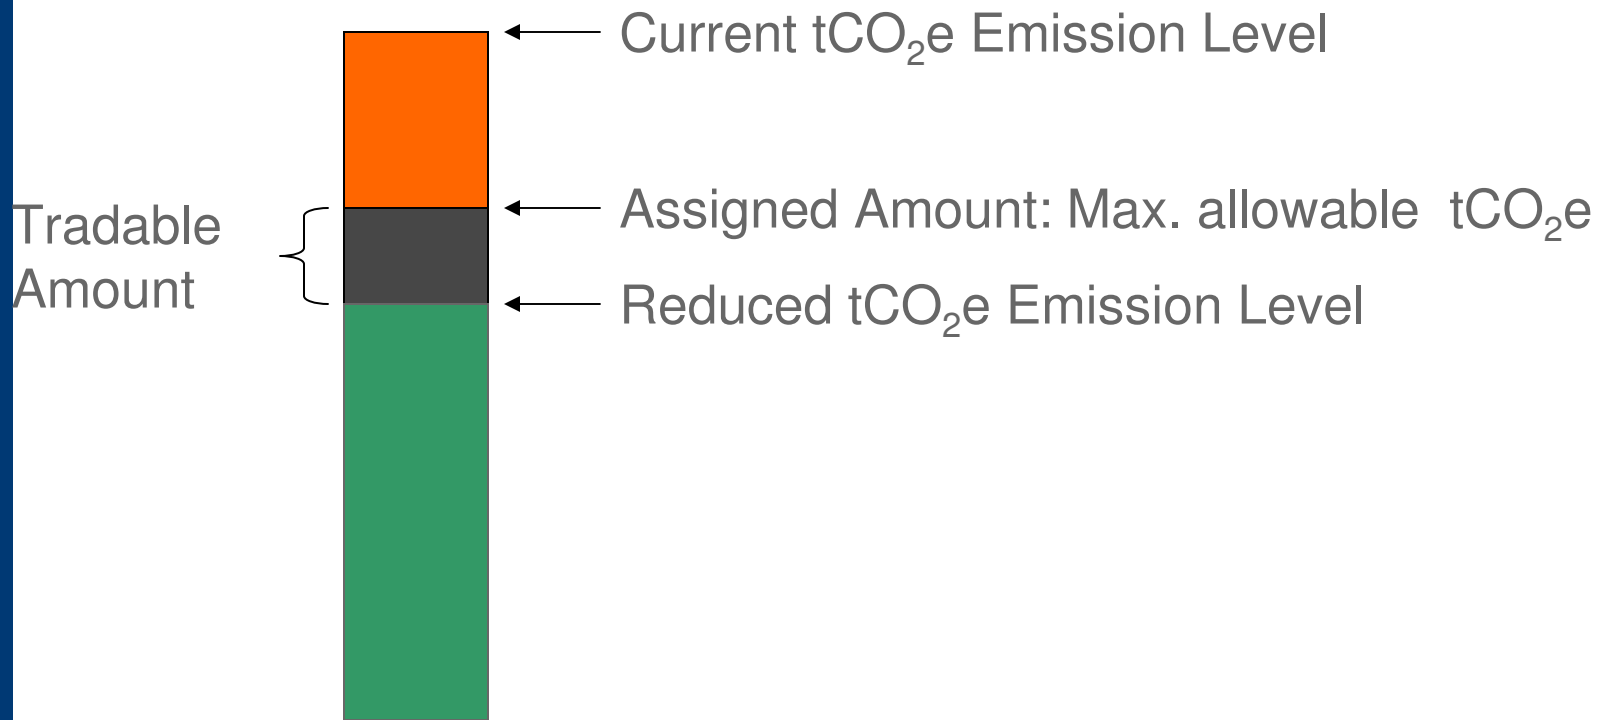 Current tCO₂e Emission Level
Assigned Amount: Max. allowable tCO₂e
Tradable
Amount
Reduced tCO₂e Emission Level